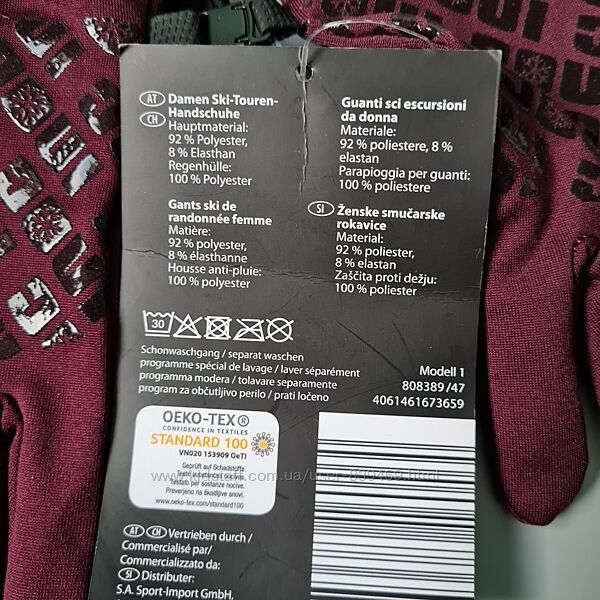 AT Damen Ski-Touren-
CH Handschuhe
Hauptmaterial:
92 % Polyester,
8 % Elasthan
Regenhülle:
100 % Polyester
Guanti sci escursioni
da donna
Materiale:
92 % poliestere, 8 %
elastan
Parapioggia per guanti:
100 % poliestere
Gants ski de
randonnée femme
Matière:
92 % polyester,
8 % élasthanne
Housse anti-pluie:
100 % polyester
SI Ženske smučarske
rokavice
Material:
92 % poliester,
8 % elastan
Zaščita proti dežju:
100 % poliester
30
Schonwaschgang / separat waschen
programme spécial de lavage / laver séparément
programma modera / tolavare separamente
program za občutljivo perilo / prati ločeno
Modell 1
808389/47
4061461673659
OEKO-TEX®
CONFIDENCE IN TEXTILES
STANDARD 100
VN020 153909 OeTI
Geprüft auf Schadstoffe.
Testato per sostanze nocive.
Preverjeno na škodljive snovi.
www.oeko-tex.com/standard100
AT CH Vertrieben durch /
Commercialisé par/
Commercializzato da:
SI Distributer:
S.A. Sport-Import GmbH,